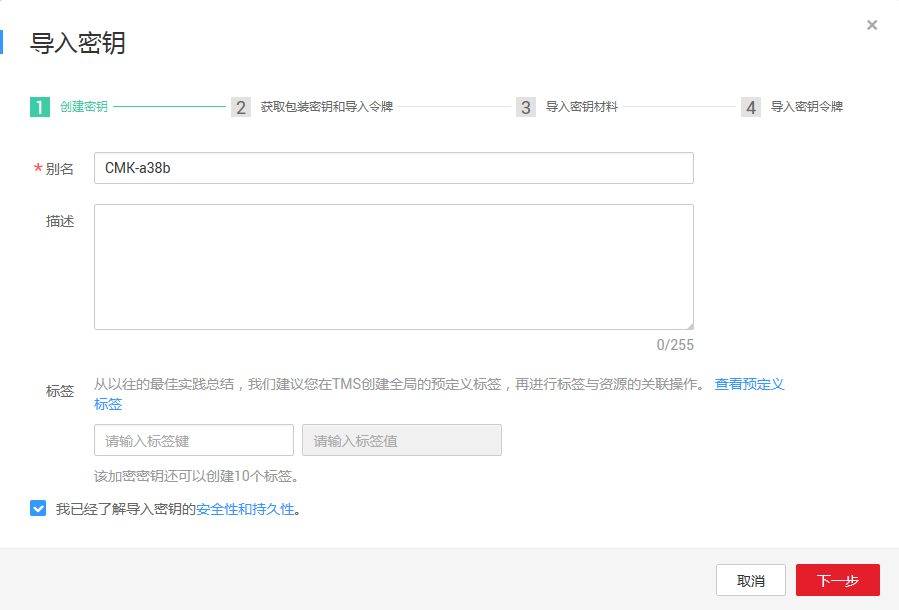 导入密钥
×
1 创建密钥 2 获取包装密钥和导入令牌 3 导入密钥材料 4 导入密钥令牌
* 别名 CMK-a38b
描述
0/255
标签 从以往的最佳实践总结，我们建议您在TMS创建全局的预定义标签，再进行标签与资源的关联操作。 查看预定义
标签
请输入标签键 请输入标签值
该加密密钥还可以创建10个标签。
我已经了解导入密钥的安全性和持久性。
取消 下一步